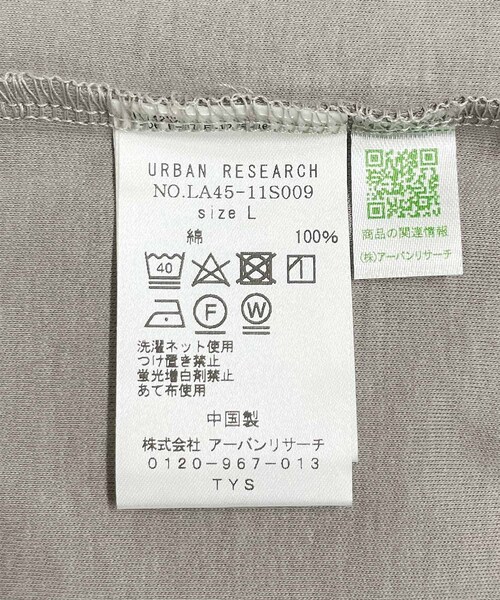 URBAN RESEARCH
NO.LA45-11S009
size L
綿 100%
40
F W
洗濯ネット使用
つけ置き禁止
蛍光増白剤禁止
あて布使用
中国製
株式会社 アーバンリサーチ
0120-967-013
TYS
商品の関連情報
(株)アーバンリサーチ